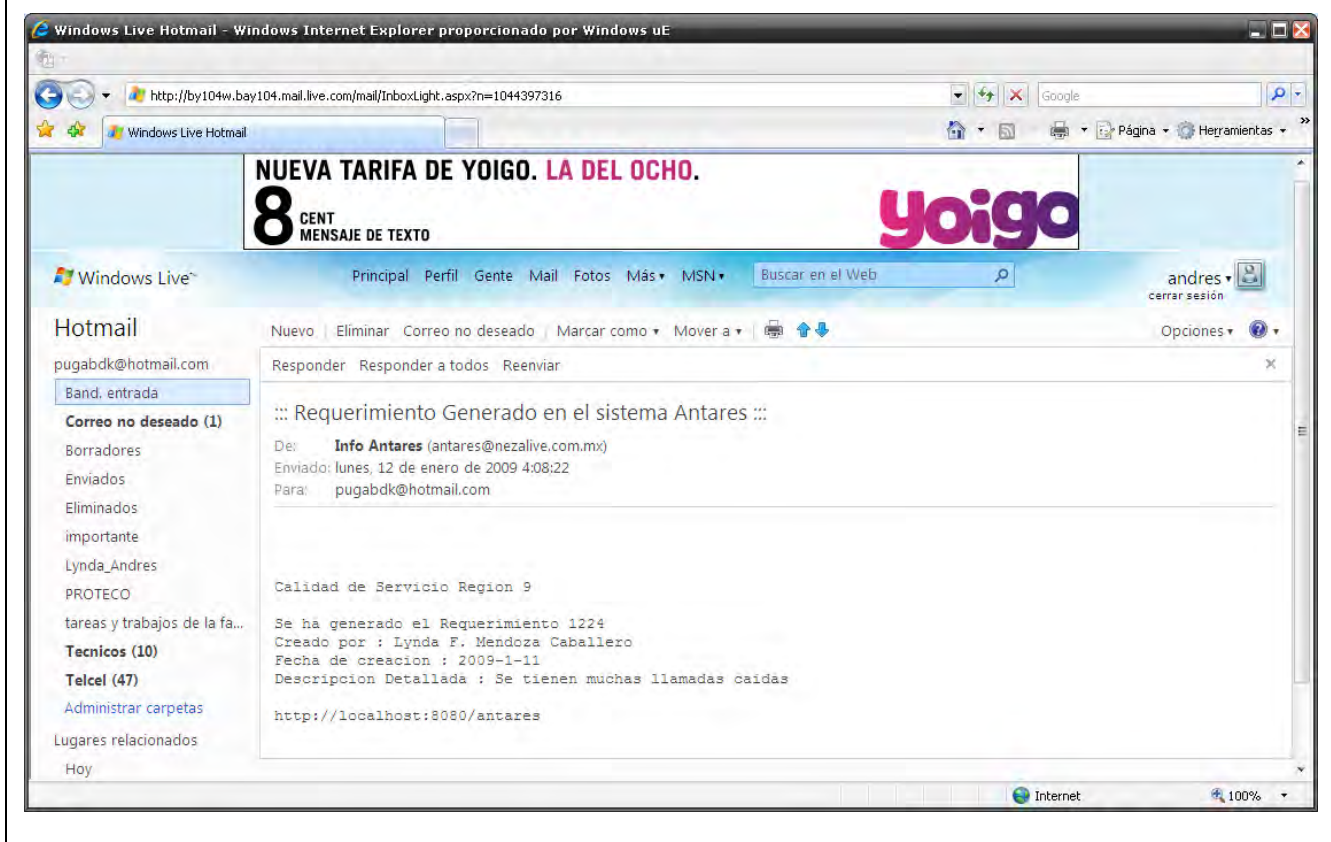 Windows Live Hotmail - Windows Internet Explorer proporcionado por Windows uE
http://by104w.bay104.mail.live.com/mail/InboxLight.aspx?n=1044397316
Google
Windows Live Hotmail
Página
Herramientas
NUEVA TARIFA DE YOIGO. LA DEL OCHO.
8 CENT
MENSAJE DE TEXTO
yoigo
Windows Live
Principal Perfil Gente Mail Fotos Más MSN
Buscar en el Web
andres
cerrar sesión
Hotmail
Nuevo Eliminar Correo no deseado Marcar como Mover a
Opciones
pugabdk@hotmail.com
Responder Responder a todos Reenviar
Band. entrada
Correo no deseado (1)
Borradores
Enviados
Eliminados
importante
Lynda_Andres
PROTECO
tareas y trabajos de la fa...
Tecnicos (10)
Telcel (47)
Administrar carpetas
Lugares relacionados
Hoy
::: Requerimiento Generado en el sistema Antares :::
De: Info Antares (antares@nezalive.com.mx)
Enviado: lunes, 12 de enero de 2009 4:08:22
Para: pugabdk@hotmail.com
Calidad de Servicio Region 9
Se ha generado el Requerimiento 1224
Creado por : Lynda F. Mendoza Caballero
Fecha de creacion : 2009-1-11
Descripcion Detallada : Se tienen muchas llamadas caidas
http://localhost:8080/antares
Internet
100%